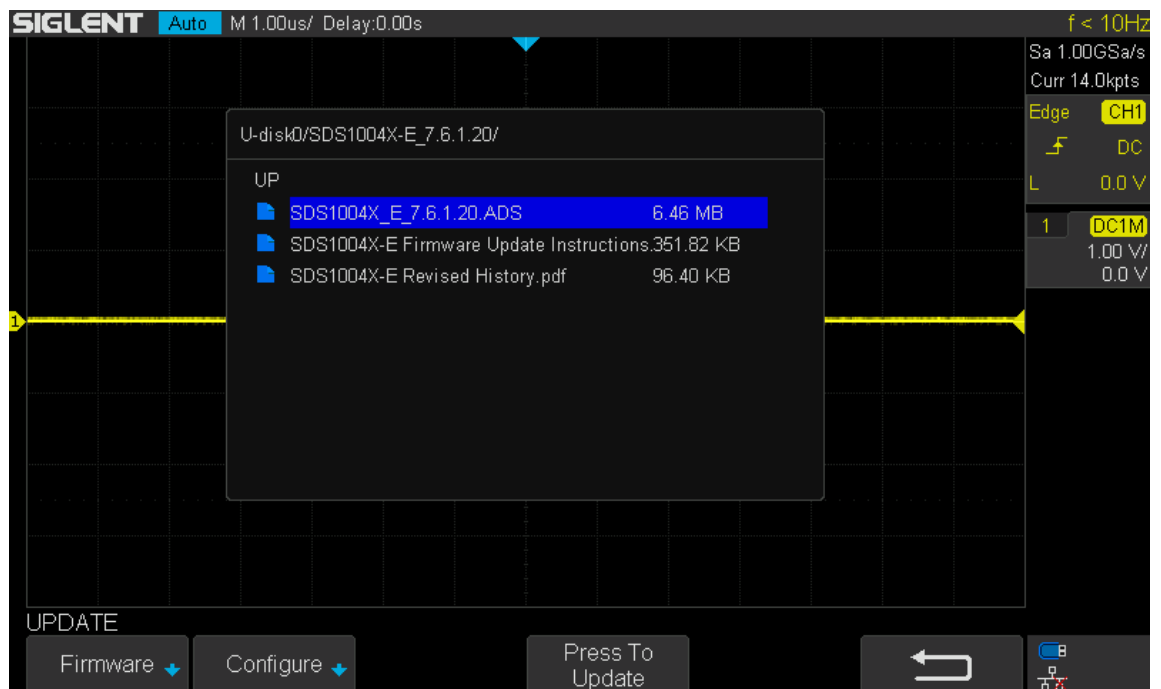 SIGLENT Auto M 1.00us/ Delay:0.00s f < 10Hz
Sa 1.00GSa/s
Curr 14.0kpts
Edge CH1
DC
L 0.0 V
1 DC1M
1.00 V/
0.0 V
U-disk0/SDS1004X-E_7.6.1.20/
UP
SDS1004X_E_7.6.1.20.ADS 6.46 MB
SDS1004X-E Firmware Update Instructions.351.82 KB
SDS1004X-E Revised History.pdf 96.40 KB
1
UPDATE
Firmware
Configure
Press To
Update